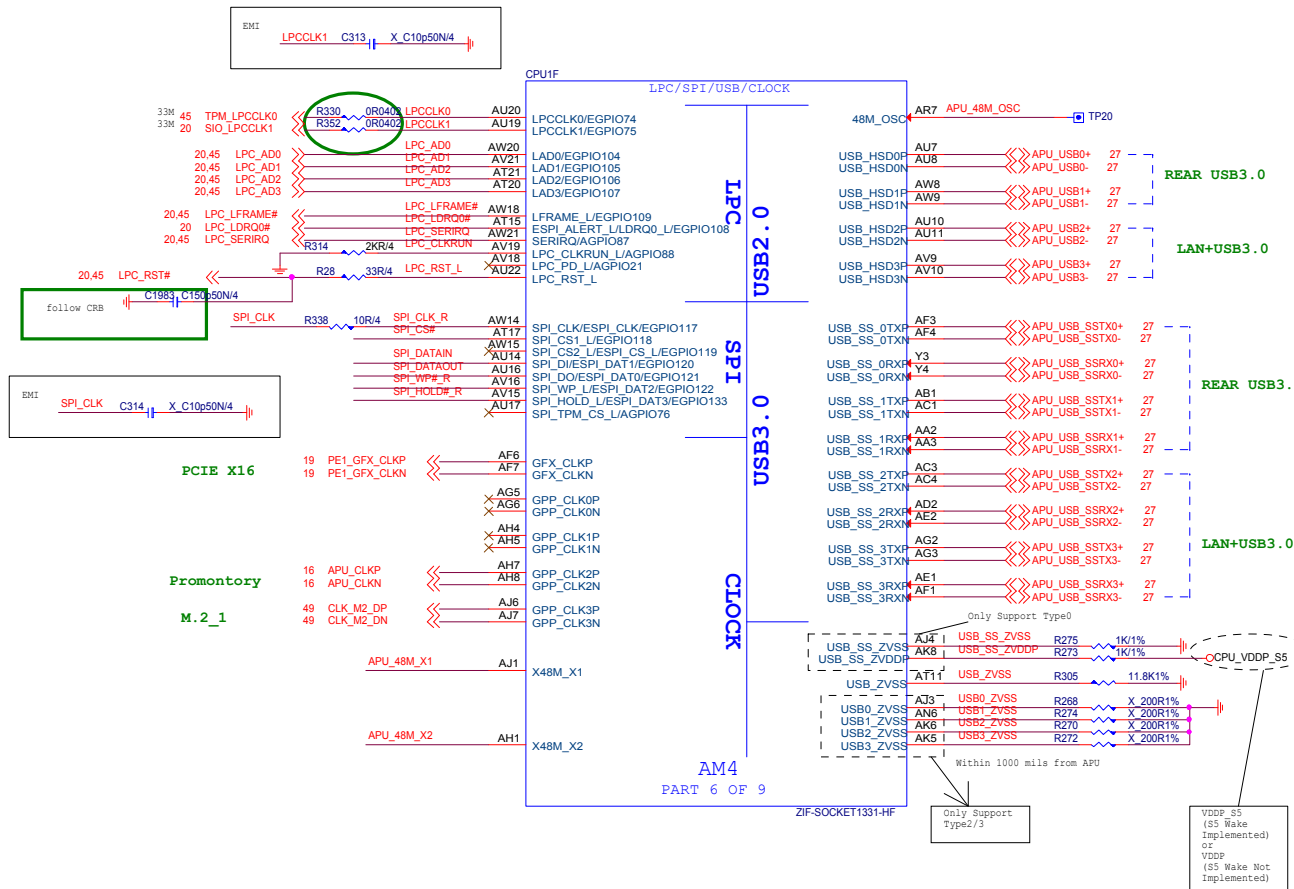 EMI
LPCCLK1 C313 X_C10p50N/4
CPU1F
LPC/SPI/USB/CLOCK
33M 45 TPM_LPCCLK0 R330 0R0402 LPCCLK0 AU20 LPCCLK0/EGPIO74
33M 20 SIO_LPCCLK1 R352 0R0402 LPCCLK1 AU19 LPCCLK1/EGPIO75
20,45 LPC_AD0 LPC_AD0 AW20 LAD0/EGPIO104
20,45 LPC_AD1 LPC_AD1 AV21 LAD1/EGPIO105
20,45 LPC_AD2 LPC_AD2 AT21 LAD2/EGPIO106
20,45 LPC_AD3 LPC_AD3 AT20 LAD3/EGPIO107
20,45 LPC_LFRAME# LPC_LFRAME# AW18 LFRAME_L/EGPIO109
20 LPC_LDRQ0# LPC_LDRQ0# AT15 ESPI_ALERT_L/LDRQ0_L/EGPIO108
20,45 LPC_SERIRQ LPC_SERIRQ AW21 SERIRQ/AGPIO87
R314 2KR/4 LPC_CLKRUN AV19 LPC_CLKRUN_L/AGPIO88
AV18 LPC_PD_L/AGPIO21
20,45 LPC_RST# R28 33R/4 LPC_RST_L AU22 LPC_RST_L
follow CRB C1983 C150p50N/4
SPI_CLK R338 10R/4 SPI_CLK_R AW14 SPI_CLK/ESPI_CLK/EGPIO117
SPI_CS# AT17 SPI_CS1_L/EGPIO118
AW15 SPI_CS2_L/ESPI_CS_L/EGPIO119
SPI_DATAIN AU14 SPI_DI/ESPI_DAT1/EGPIO120
SPI_DATAOUT AU16 SPI_DO/ESPI_DAT0/EGPIO121
SPI_WP#_R AV16 SPI_WP_L/ESPI_DAT2/EGPIO122
SPI_HOLD#_R AV15 SPI_HOLD_L/ESPI_DAT3/EGPIO133
AU17 SPI_TPM_CS_L/AGPIO76
EMI
SPI_CLK C314 X_C10p50N/4
PCIE X16
19 PE1_GFX_CLKP AF6 GFX_CLKP
19 PE1_GFX_CLKN AF7 GFX_CLKN
AG5 GPP_CLK0P
AG6 GPP_CLK0N
AH4 GPP_CLK1P
AH5 GPP_CLK1N
Promontory
16 APU_CLKP AH7 GPP_CLK2P
16 APU_CLKN AH8 GPP_CLK2N
M.2_1
49 CLK_M2_DP AJ6 GPP_CLK3P
49 CLK_M2_DN AJ7 GPP_CLK3N
APU_48M_X1 AJ1 X48M_X1
APU_48M_X2 AH1 X48M_X2
LPC
SPI
CLOCK
USB2.0
USB3.0
48M_OSC AR7 APU_48M_OSC TP20
USB_HSD0P AU7 APU_USB0+ 27
USB_HSD0N AU8 APU_USB0- 27
REAR USB3.0
USB_HSD1P AW8 APU_USB1+ 27
USB_HSD1N AW9 APU_USB1- 27
USB_HSD2P AU10 APU_USB2+ 27
USB_HSD2N AU11 APU_USB2- 27
LAN+USB3.0
USB_HSD3P AV9 APU_USB3+ 27
USB_HSD3N AV10 APU_USB3- 27
USB_SS_0TXP AF3 APU_USB_SSTX0+ 27
USB_SS_0TXN AF4 APU_USB_SSTX0- 27
USB_SS_0RXP Y3 APU_USB_SSRX0+ 27
USB_SS_0RXN Y4 APU_USB_SSRX0- 27
REAR USB3.
USB_SS_1TXP AB1 APU_USB_SSTX1+ 27
USB_SS_1TXN AC1 APU_USB_SSTX1- 27
USB_SS_1RXP AA2 APU_USB_SSRX1+ 27
USB_SS_1RXN AA3 APU_USB_SSRX1- 27
USB_SS_2TXP AC3 APU_USB_SSTX2+ 27
USB_SS_2TXN AC4 APU_USB_SSTX2- 27
USB_SS_2RXP AD2 APU_USB_SSRX2+ 27
USB_SS_2RXN AE2 APU_USB_SSRX2- 27
LAN+USB3.0
USB_SS_3TXP AG2 APU_USB_SSTX3+ 27
USB_SS_3TXN AG3 APU_USB_SSTX3- 27
USB_SS_3RXP AE1 APU_USB_SSRX3+ 27
USB_SS_3RXN AF1 APU_USB_SSRX3- 27
Only Support Type0
USB_SS_ZVSS AJ4 USB_SS_ZVSS R275 1K/1%
USB_SS_ZVDDP AK8 USB_SS_ZVDDP R273 1K/1% CPU_VDDP_S5
USB_ZVSS AT11 USB_ZVSS R305 11.8K1%
USB0_ZVSS AJ3 USB0_ZVSS R268 X_200R1%
USB1_ZVSS AN6 USB1_ZVSS R274 X_200R1%
USB2_ZVSS AK6 USB2_ZVSS R270 X_200R1%
USB3_ZVSS AK5 USB3_ZVSS R272 X_200R1%
Within 1000 mils from APU
AM4
PART 6 OF 9
ZIF-SOCKET1331-HF
Only Support
Type2/3
VDDP_S5
(S5 Wake
Implemented)
or
VDDP
(S5 Wake Not
Implemented)